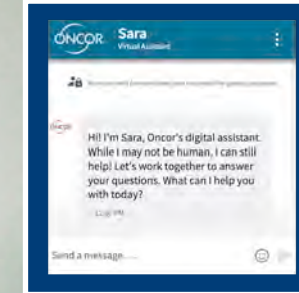 ONCOR
Sara
Virtual Assistant
Hi! I'm Sara, Oncor's digital assistant.
While I may not be human, I can still
help! Let's work together to answer
your questions. What can I help you
with today?
Send a message...